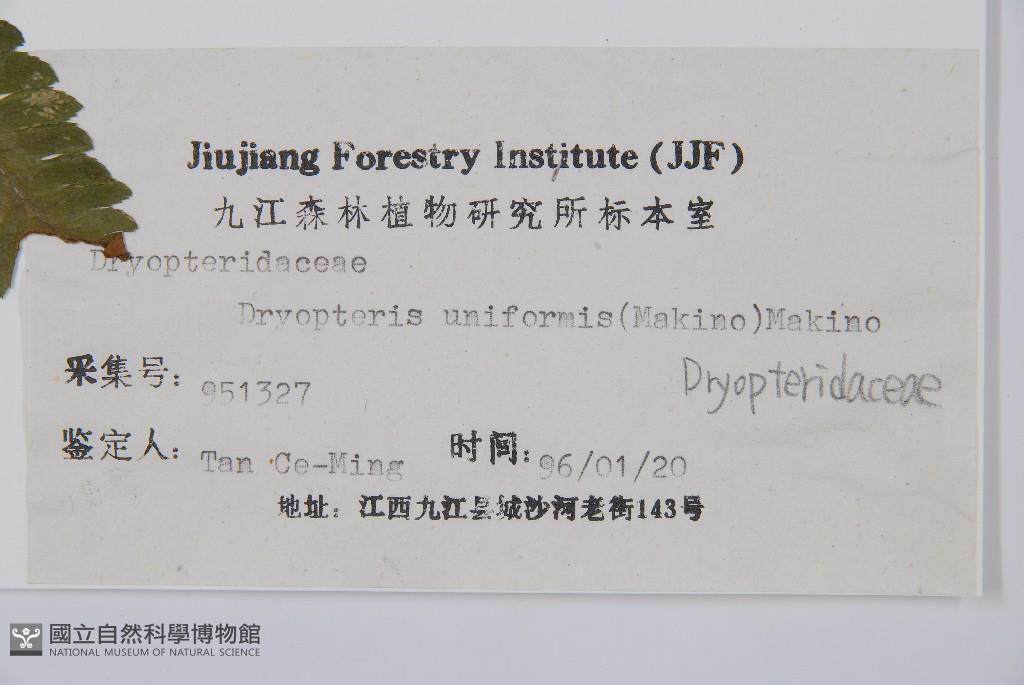 Jiujiang Forestry Institute (JJF)
九江森林植物研究所标本室
Dryopteridaceae
Dryopteris uniformis(Makino)Makino
采集号: 951327
Dryopteridaceae
鉴定人: Tan Ce-Ming 时间: 96/01/20
地址: 江西九江县城沙河老街143号
國立自然科學博物館
NATIONAL MUSEUM OF NATURAL SCIENCE